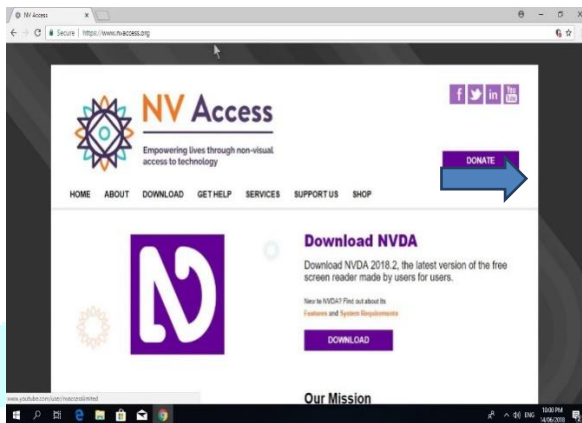 NV Access
Secure | https://www.nvaccess.org
NV Access
Empowering lives through non-visual
access to technology
f in You Tube
DONATE
HOME ABOUT DOWNLOAD GET HELP SERVICES SUPPORT US SHOP
Download NVDA
Download NVDA 2018.2, the latest version of the free
screen reader made by users for users.
New to NVDA? Find out about its
Features and System Requirements
DOWNLOAD
Our Mission
www.youtube.com/user/nvaccesslimited
ENG
10:00 PM
14/06/2018